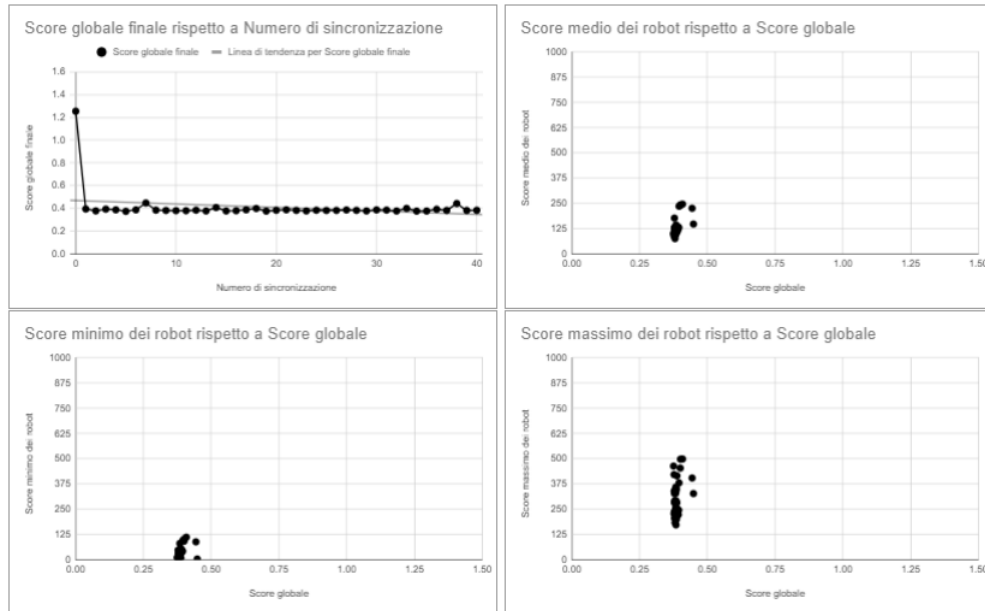 Score globale finale rispetto a Numero di sincronizzazione
Score globale finale
Linea di tendenza per Score globale finale
1.6
1.4
1.2
1.0
0.8
0.6
0.4
0.2
0.0
Score globale finale
0 10 20 30 40
Numero di sincronizzazione
Score medio dei robot rispetto a Score globale
1000
875
750
625
500
375
250
125
0
Score medio dei robot
0.00 0.25 0.50 0.75 1.00 1.25 1.50
Score globale
Score minimo dei robot rispetto a Score globale
1000
875
750
625
500
375
250
125
0
Score minimo dei robot
0.00 0.25 0.50 0.75 1.00 1.25 1.50
Score globale
Score massimo dei robot rispetto a Score globale
1000
875
750
625
500
375
250
125
0
Score massimo dei robot
0.00 0.25 0.50 0.75 1.00 1.25 1.50
Score globale